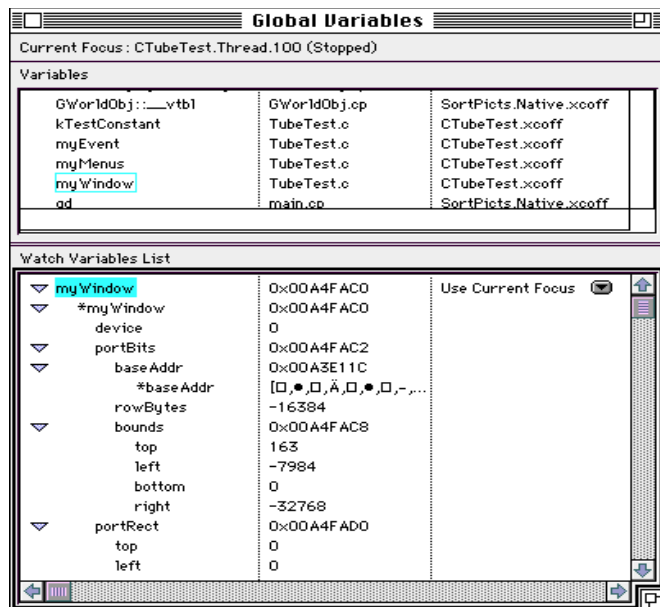 Global Variables
Current Focus: CTubeTest.Thread.100 (Stopped)
Variables
GWorldObj::__vtbl GWorldObj.cp SortPicts.Native.xcoff
kTestConstant TubeTest.c CTubeTest.xcoff
myEvent TubeTest.c CTubeTest.xcoff
myMenus TubeTest.c CTubeTest.xcoff
myWindow TubeTest.c CTubeTest.xcoff
qd main.cp SortPicts.Native.xcoff
Watch Variables List
myWindow 0x00A4FAC0 Use Current Focus
*myWindow 0x00A4FAC0
device 0
portBits 0x00A4FAC2
baseAddr 0x00A3E11C
*baseAddr [□,●,□,Ä,□,●,□,-,...
rowBytes -16384
bounds 0x00A4FAC8
top 163
left -7984
bottom 0
right -32768
portRect 0x00A4FAD0
top 0
left 0